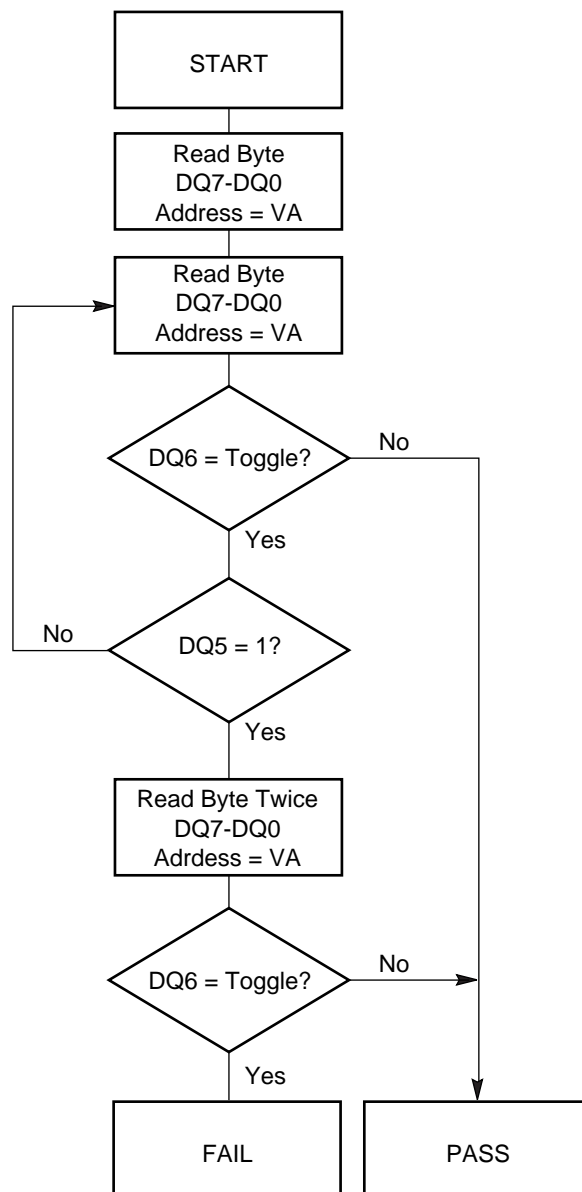 START
Read Byte
DQ7-DQ0
Address = VA
Read Byte
DQ7-DQ0
Address = VA
DQ6 = Toggle?
No
Yes
No
DQ5 = 1?
Yes
Read Byte Twice
DQ7-DQ0
Adrdess = VA
DQ6 = Toggle?
No
Yes
FAIL
PASS